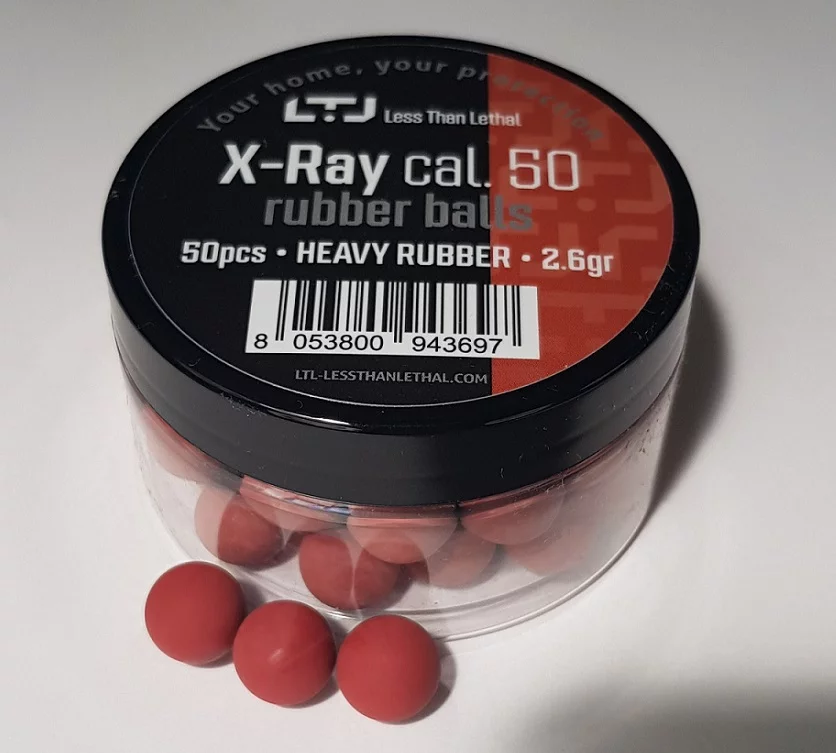 Your home, your protection
LTL Less Than Lethal
X-Ray cal. 50
rubber balls
50pcs • HEAVY RUBBER • 2.6gr
8 053800 943697
LTL-LESSTHANLETHAL.COM